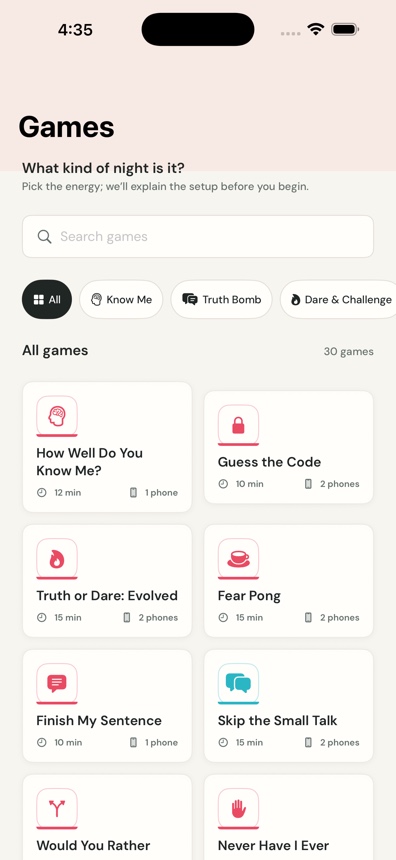 4:35
Games
What kind of night is it?
Pick the energy; we'll explain the setup before you begin.
Search games
All
Know Me
Truth Bomb
Dare & Challenge
All games
30 games
How Well Do You
Know Me?
12 min
1 phone
Guess the Code
10 min
2 phones
Truth or Dare: Evolved
15 min
2 phones
Fear Pong
15 min
2 phones
Finish My Sentence
10 min
1 phone
Skip the Small Talk
15 min
2 phones
Would You Rather
Never Have I Ever